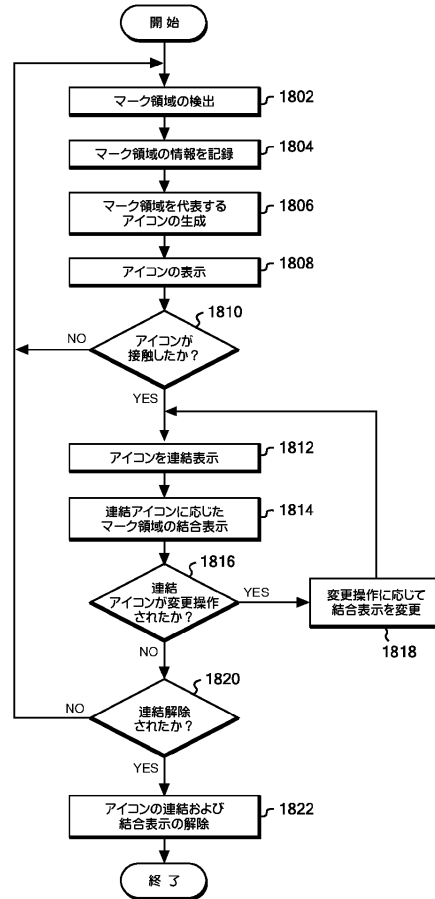 開始
マーク領域の検出
1802
マーク領域の情報を記録
1804
マーク領域を代表する
アイコンの生成
1806
アイコンの表示
1808
1810
アイコンが
接触したか?
NO
YES
アイコンを連結表示
1812
連結アイコンに応じた
マーク領域の結合表示
1814
1816
連結
アイコンが変更操作
されたか?
YES
変更操作に応じて
結合表示を変更
1818
NO
1820
連結解除
されたか?
NO
YES
アイコンの連結および
結合表示の解除
1822
終了